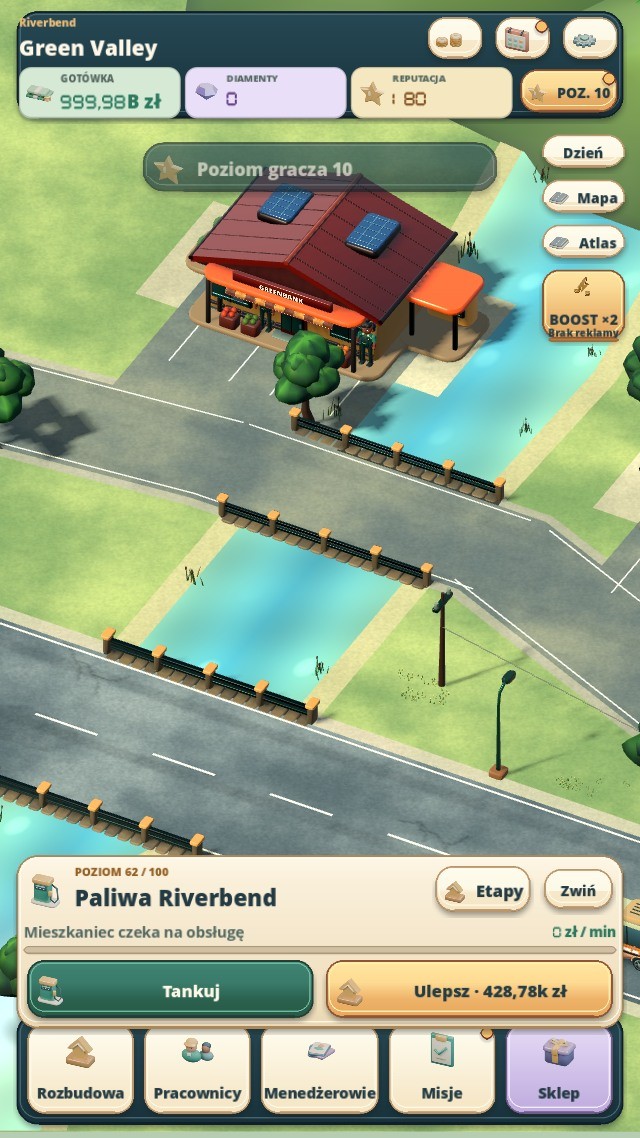 Riverbend
Green Valley
GOTÓWKA
999,98B zł
DIAMENTY
0
REPUTACJA
180
POZ. 10
Poziom gracza 10
Dzień
Mapa
Atlas
BOOST ×2
Brak reklamy
GREENBANK
POZIOM 62 / 100
Paliwa Riverbend
Etapy
Zwiń
Mieszkaniec czeka na obsługę
0 zł / min
Tankuj
Ulepsz · 428,78k zł
Rozbudowa
Pracownicy
Menedżerowie
Misje
Sklep